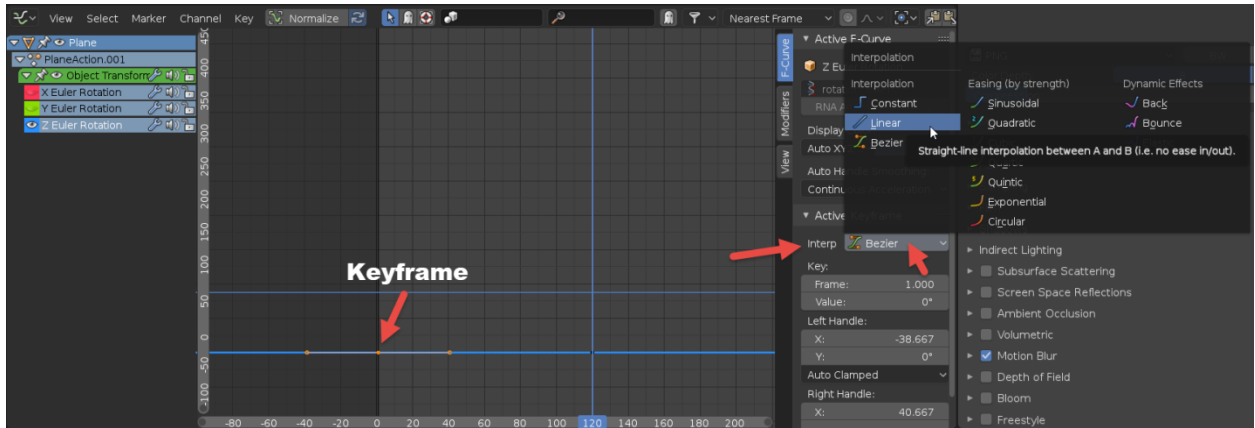 View Select Marker Channel Key Normalize Nearest Frame
Plane
PlaneAction.001
Object Transform
X Euler Rotation
Y Euler Rotation
Z Euler Rotation
450
400
350
300
250
200
150
100
50
0
-50
-100
-80 -60 -40 -20 0 20 40 60 80 100 120 140 160 180 200
Keyframe
F-Curve
Modifiers
View
Active F-Curve
Z Eu
rotat
RNA A
Display
Auto XY
Auto Ha
Continu
Active
Interpolation
Interpolation
Constant
Linear
Bezier
Easing (by strength)
Sinusoidal
Quadratic
Quintic
Exponential
Circular
Dynamic Effects
Back
Bounce
Straight-line interpolation between A and B (i.e. no ease in/out).
Interp Bezier
Key:
Frame: 1.000
Value: 0°
Left Handle:
X: -38.667
Y: 0°
Auto Clamped
Right Handle:
X: 40.667
Indirect Lighting
Subsurface Scattering
Screen Space Reflections
Ambient Occlusion
Volumetric
Motion Blur
Depth of Field
Bloom
Freestyle